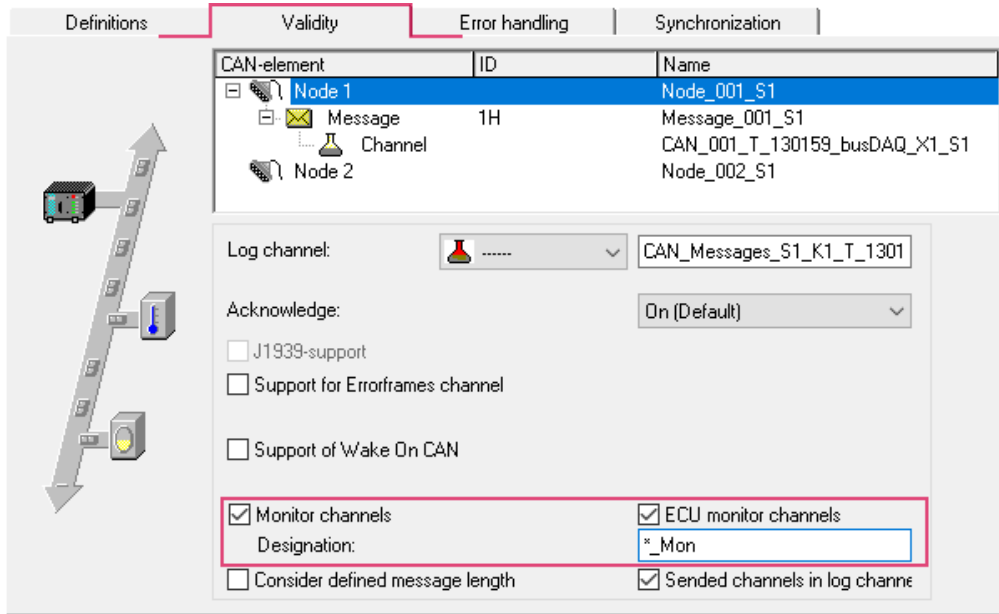 Definitions Validity Error handling Synchronization
CAN-element ID Name
Node 1 Node_001_S1
Message 1H Message_001_S1
Channel CAN_001_T_130159_busDAQ_X1_S1
Node 2 Node_002_S1
Log channel: ----- CAN_Messages_S1_K1_T_1301
Acknowledge: On (Default)
J1939-support
Support for Errorframes channel
Support of Wake On CAN
Monitor channels ECU monitor channels
Designation: *_Mon
Consider defined message length Sended channels in log channe